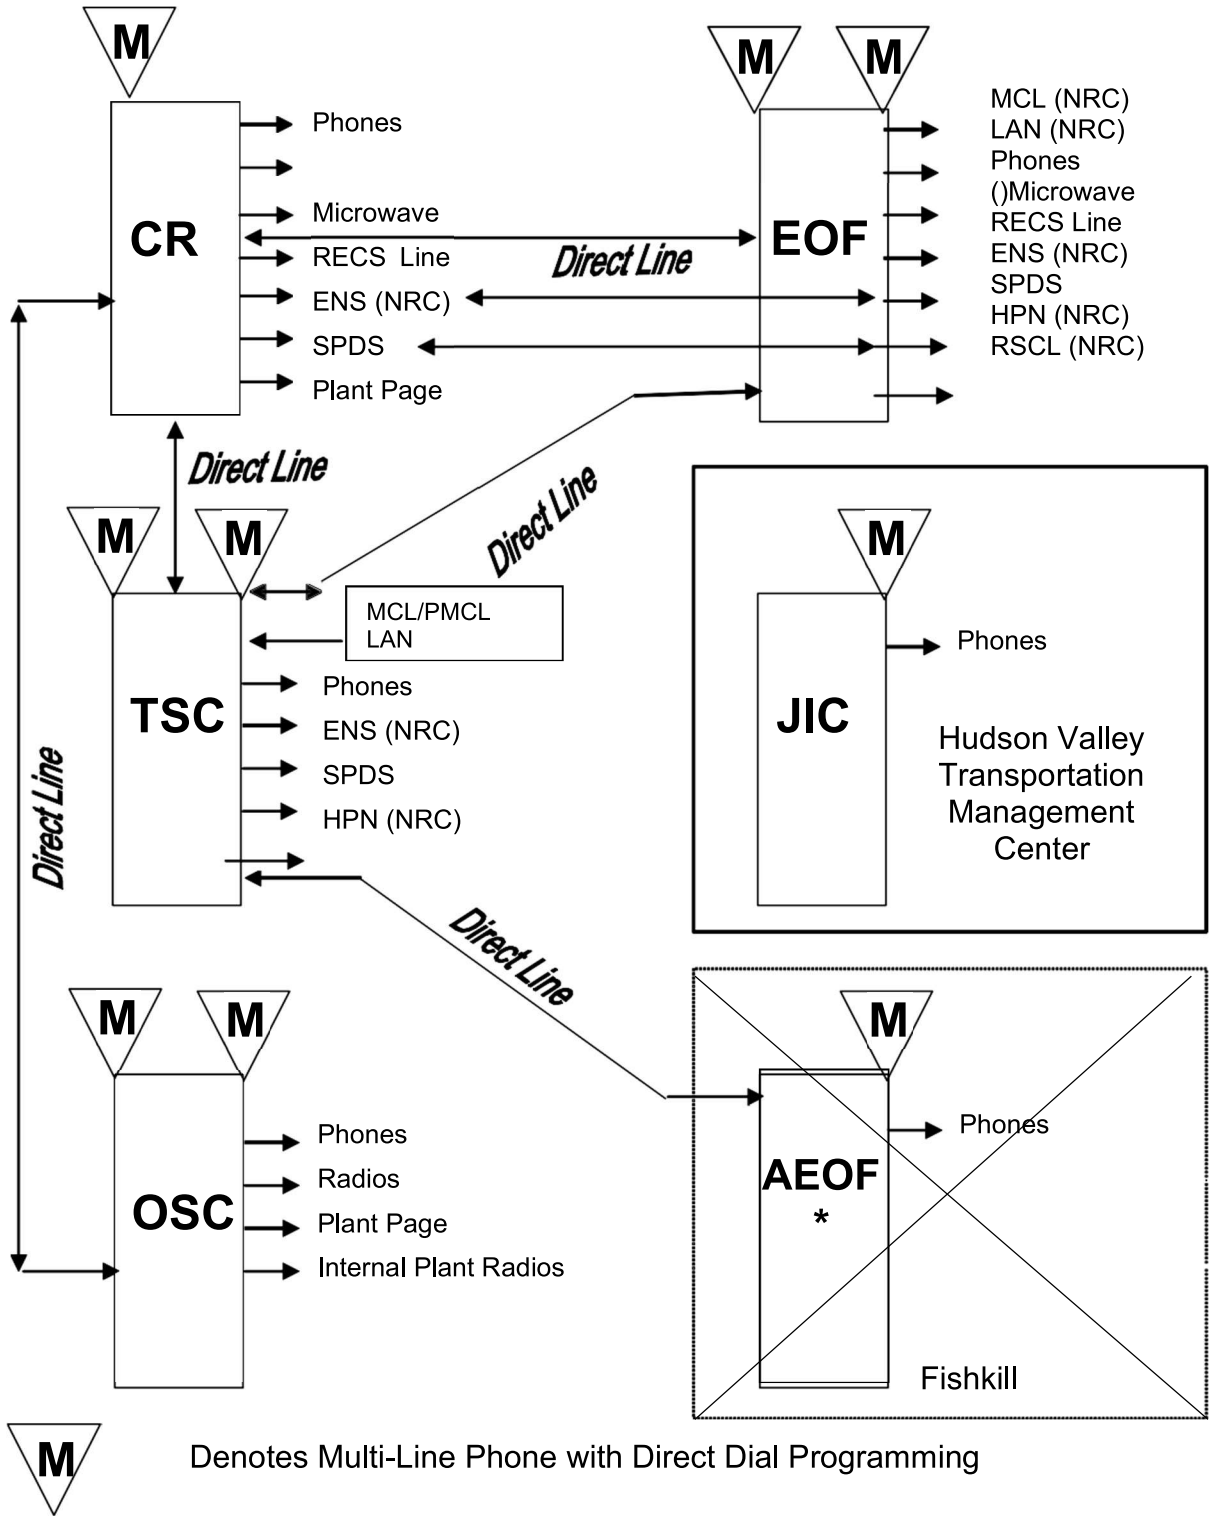 M
M
M
CR
Phones
Microwave
RECS Line
ENS (NRC)
SPDS
Plant Page
Direct Line
EOF
MCL (NRC)
LAN (NRC)
Phones
()Microwave
RECS Line
ENS (NRC)
SPDS
HPN (NRC)
RSCL (NRC)
Direct Line
Direct Line
M
M
TSC
MCL/PMCL
LAN
Phones
ENS (NRC)
SPDS
HPN (NRC)
M
JIC
Phones
Hudson Valley
Transportation
Management
Center
Direct Line
Direct Line
M
M
OSC
Phones
Radios
Plant Page
Internal Plant Radios
M
AEOF
*
Phones
Fishkill
M
Denotes Multi-Line Phone with Direct Dial Programming